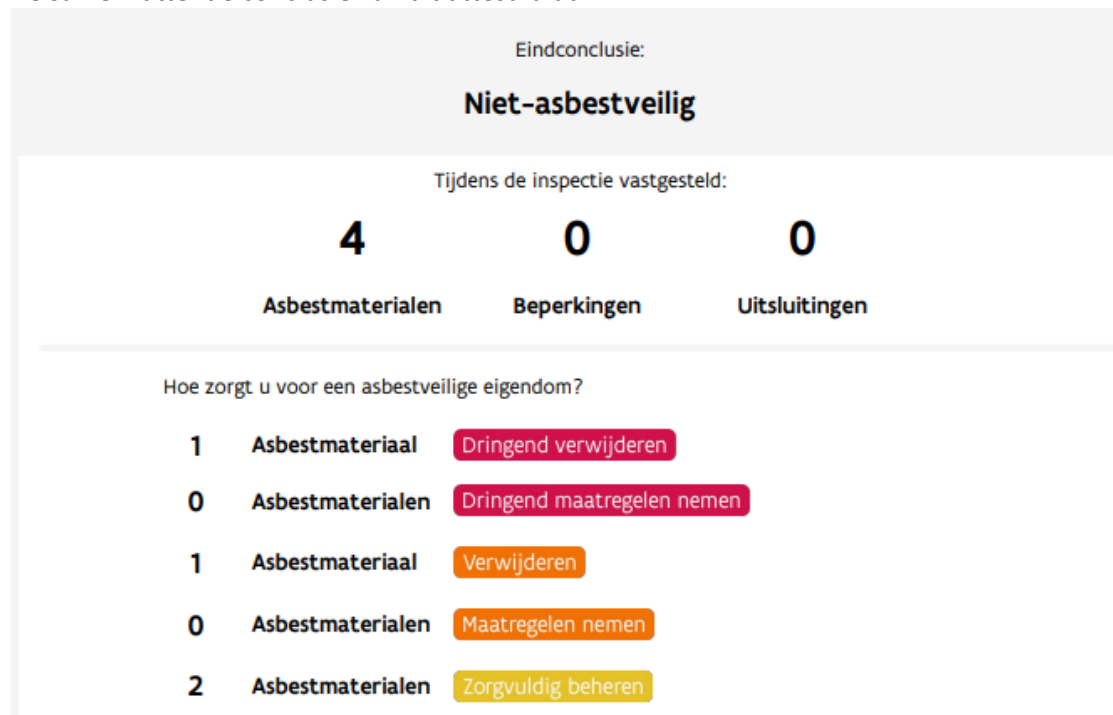 Eindconclusie:
Niet-asbestveilig
Tijdens de inspectie vastgesteld:
4 0 0
Asbestmaterialen Beperkingen Uitsluitingen
Hoe zorgt u voor een asbestveilige eigendom?
1 Asbestmateriaal Dringend verwijderen
0 Asbestmaterialen Dringend maatregelen nemen
1 Asbestmateriaal Verwijderen
0 Asbestmaterialen Maatregelen nemen
2 Asbestmaterialen Zorgvuldig beheren